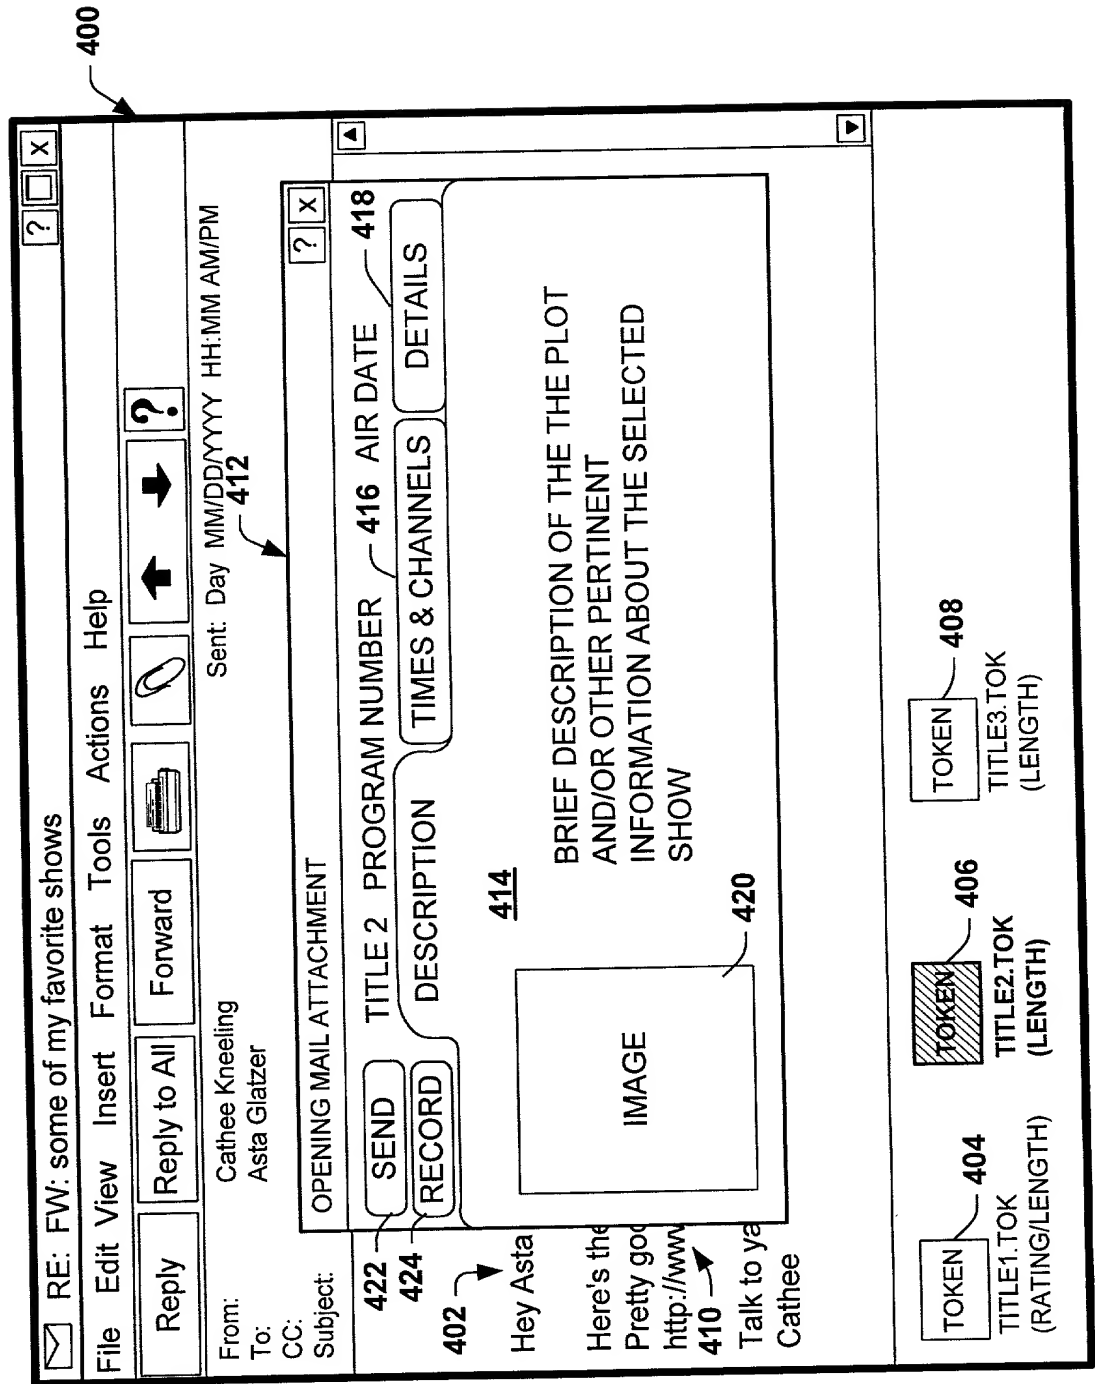 400
RE: FW: some of my favorite shows ? X
File Edit View Insert Format Tools Actions Help
Reply Reply to All Forward ?
From: Cathee Kneeling Sent: Day MM/DD/YYYY HH:MM AM/PM
To: Asta Glatzer
CC:
Subject:
412
OPENING MAIL ATTACHMENT ? X
422 SEND TITLE 2 PROGRAM NUMBER 416 AIR DATE 418
424 RECORD DESCRIPTION TIMES & CHANNELS DETAILS
402
414
Hey Asta
IMAGE
420
BRIEF DESCRIPTION OF THE THE PLOT
AND/OR OTHER PERTINENT
INFORMATION ABOUT THE SELECTED
SHOW
Here's the
Pretty goo
http://www
410
Talk to ya
Cathee
TOKEN 404
TITLE1.TOK
(RATING/LENGTH)
TOKEN 406
TITLE2.TOK
(LENGTH)
TOKEN 408
TITLE3.TOK
(LENGTH)